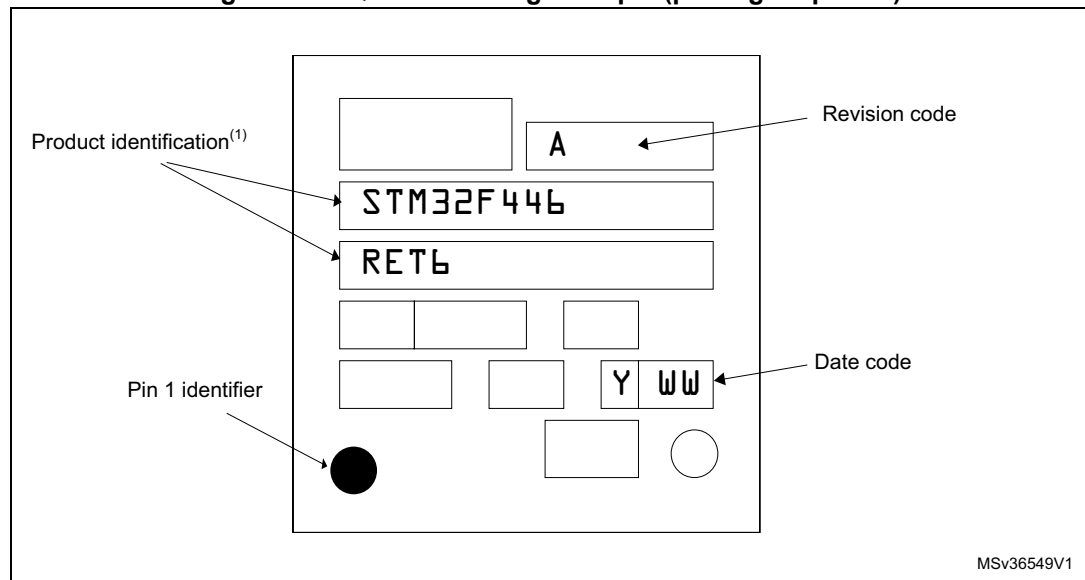 Revision code
Product identification(1)
A
STM32F446
RET6
Date code
Y WW
Pin 1 identifier
MSv36549V1